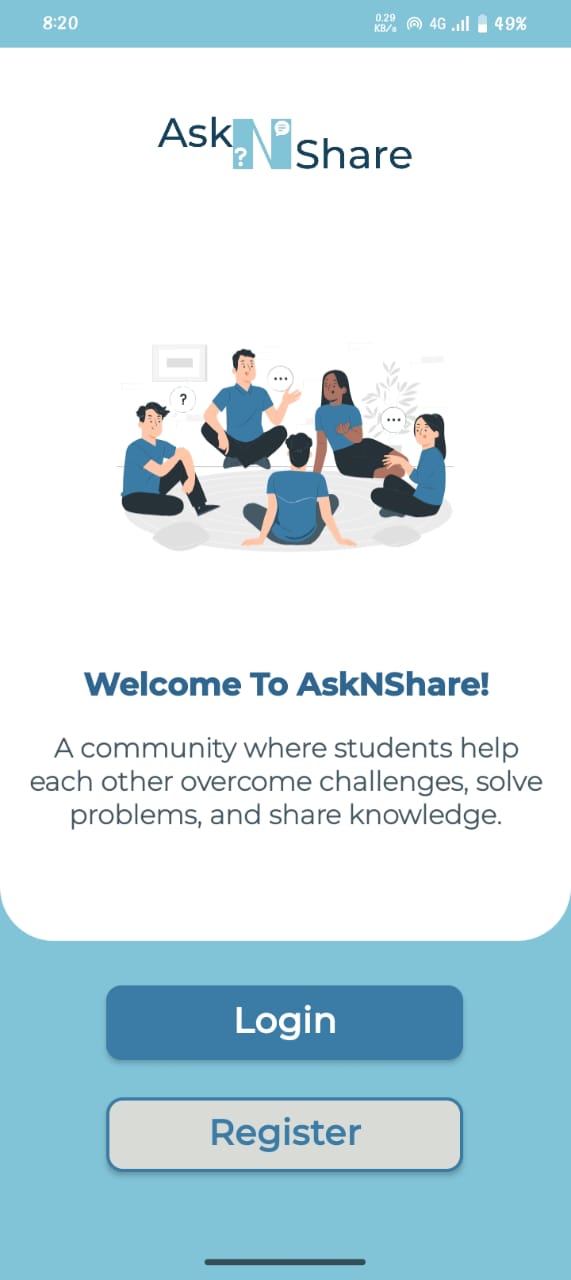 8:20
0.29
KB/s 4G 49%
Ask
N
?
Share
?
Welcome To AskNShare!
A community where students help
each other overcome challenges, solve
problems, and share knowledge.
Login
Register